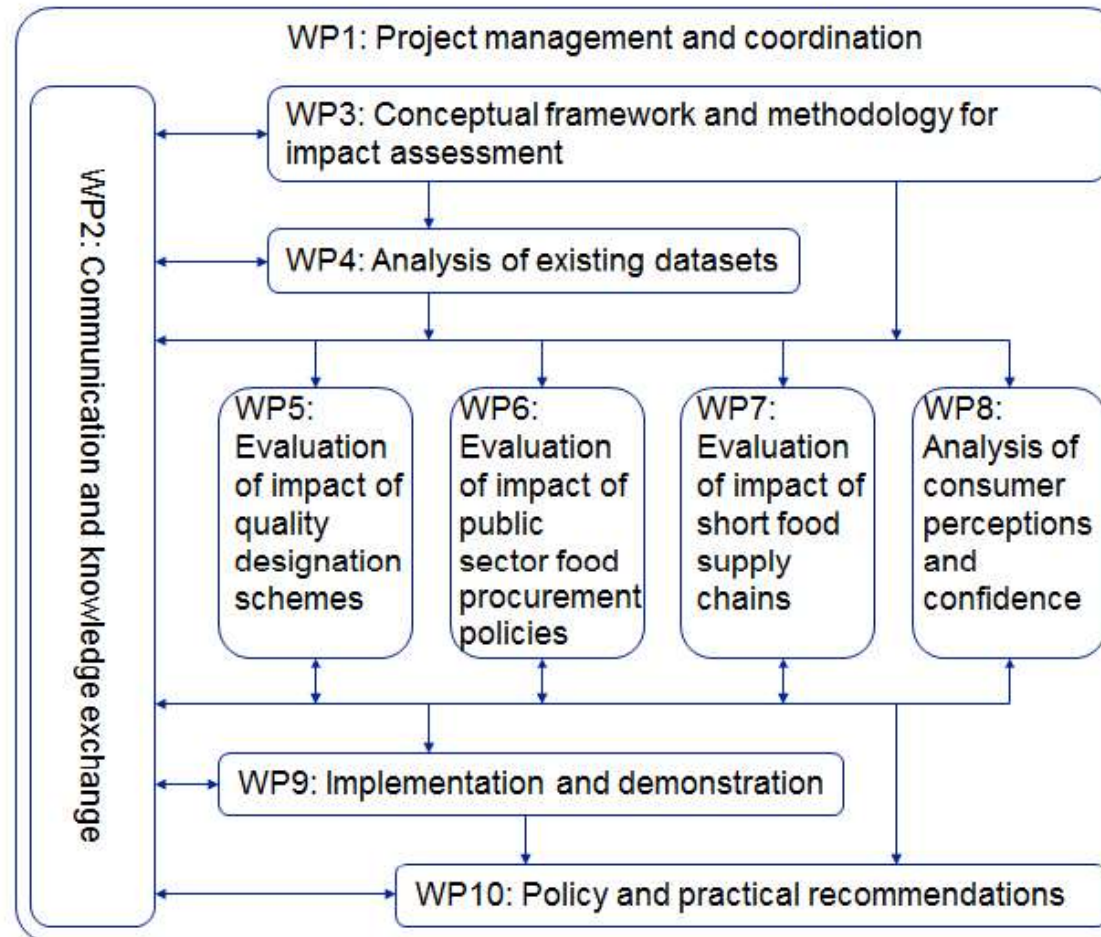 WP1: Project management and coordination
WP2: Communication and knowledge exchange
WP3: Conceptual framework and methodology for
impact assessment
WP4: Analysis of existing datasets
WP5:
Evaluation
of impact of
quality
designation
schemes
WP6:
Evaluation
of impact of
public
sector food
procurement
policies
WP7:
Evaluation
of impact of
short food
supply
chains
WP8:
Analysis of
consumer
perceptions
and
confidence
WP9: Implementation and demonstration
WP10: Policy and practical recommendations